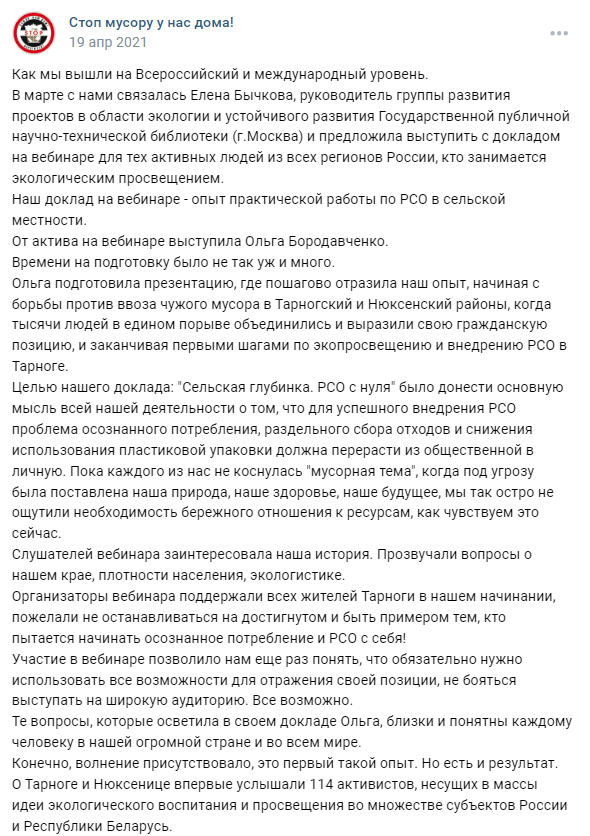 Стоп мусору у нас дома!
19 апр 2021
STOP
Как мы вышли на Всероссийский и международный уровень.
В марте с нами связалась Елена Бычкова, руководитель группы развития
проектов в области экологии и устойчивого развития Государственной публичной
научно-технической библиотеки (г.Москва) и предложила выступить с докладом
на вебинаре для тех активных людей из всех регионов России, кто занимается
экологическим просвещением.
Наш доклад на вебинаре - опыт практической работы по РСО в сельской
местности.
От актива на вебинаре выступила Ольга Бородавченко.
Времени на подготовку было не так уж и много.
Ольга подготовила презентацию, где пошагово отразила наш опыт, начиная с
борьбы против ввоза чужого мусора в Тарногский и Нюксенский районы, когда
тысячи людей в едином порыве объединились и выразили свою гражданскую
позицию, и заканчивая первыми шагами по экопросвещению и внедрению РСО в
Тарноге.
Целью нашего доклада: "Сельская глубинка. РСО с нуля" было донести основную
мысль всей нашей деятельности о том, что для успешного внедрения РСО
проблема осознанного потребления, раздельного сбора отходов и снижения
использования пластиковой упаковки должна перерасти из общественной в
личную. Пока каждого из нас не коснулась "мусорная тема", когда под угрозу
была поставлена наша природа, наше здоровье, наше будущее, мы так остро не
ощутили необходимость бережного отношения к ресурсам, как чувствуем это
сейчас.
Слушателей вебинара заинтересовала наша история. Прозвучали вопросы о
нашем крае, плотности населения, экологистике.
Организаторы вебинара поддержали всех жителей Тарноги в нашем начинании,
пожелали не останавливаться на достигнутом и быть примером тем, кто
пытается начинать осознанное потребление и РСО с себя!
Участие в вебинаре позволило нам еще раз понять, что обязательно нужно
использовать все возможности для отражения своей позиции, не бояться
выступать на широкую аудиторию. Все возможно.
Те вопросы, которые осветила в своем докладе Ольга, близки и понятны каждому
человеку в нашей огромной стране и во всем мире.
Конечно, волнение присутствовало, это первый такой опыт. Но есть и результат.
О Тарноге и Нюксенице впервые услышали 114 активистов, несущих в массы
идеи экологического воспитания и просвещения во множестве субъектов России
и Республики Беларусь.